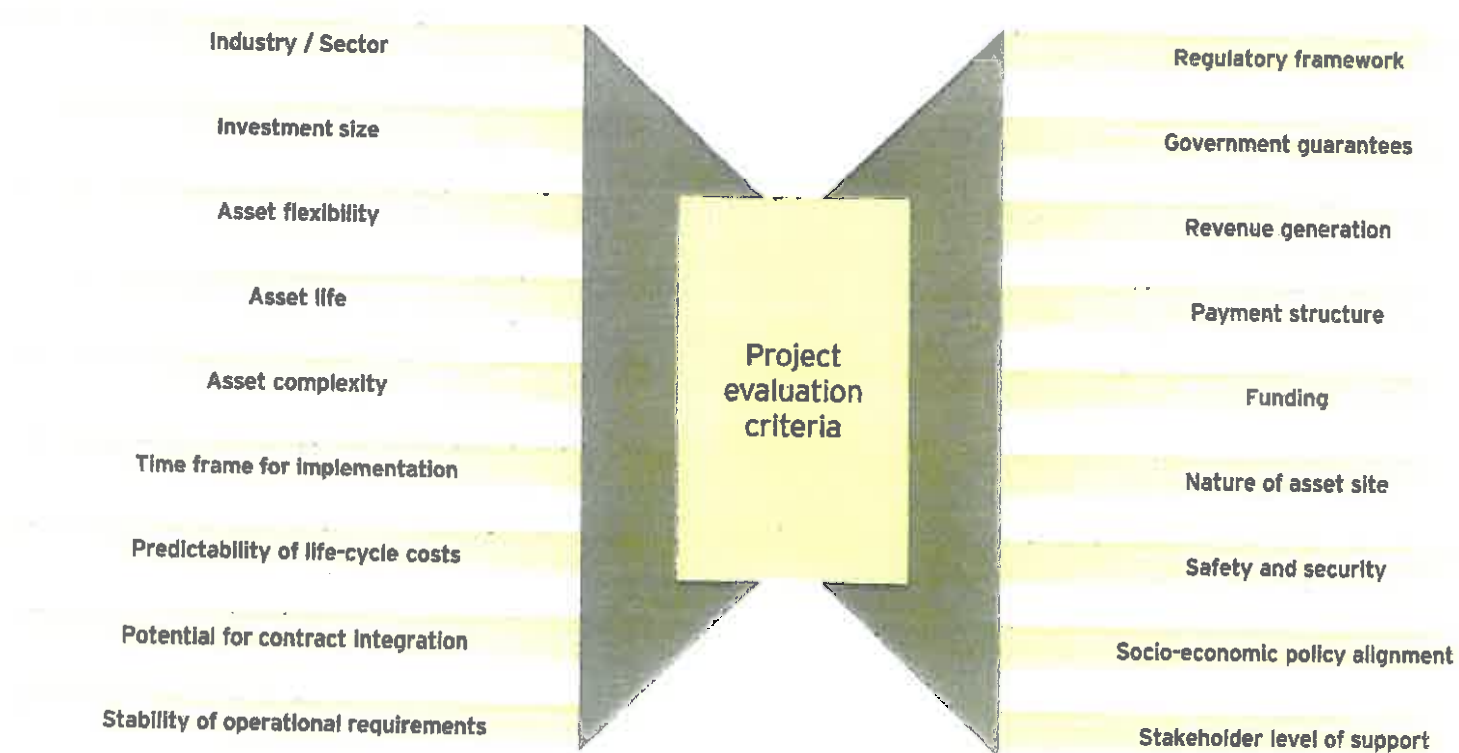 Industry / Sector
Investment size
Asset flexibility
Asset life
Asset complexity
Time frame for implementation
Predictability of life-cycle costs
Potential for contract integration
Stability of operational requirements
Project
evaluation
criteria
Regulatory framework
Government guarantees
Revenue generation
Payment structure
Funding
Nature of asset site
Safety and security
Socio-economic policy alignment
Stakeholder level of support